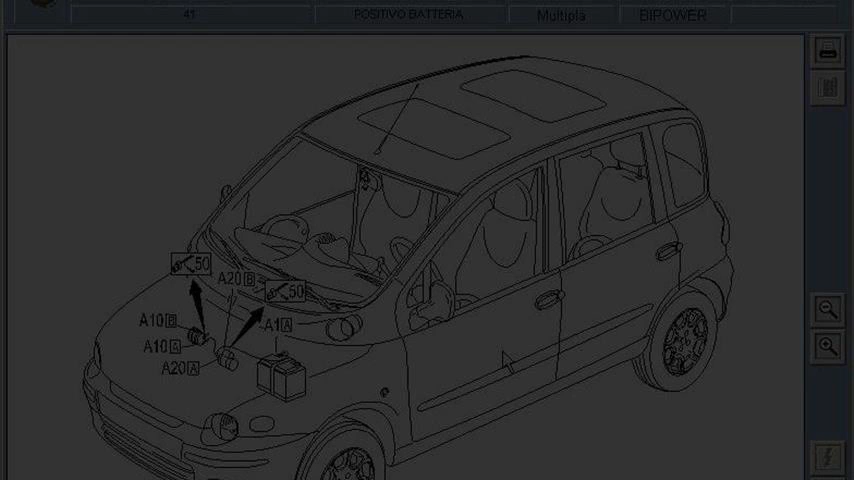 41 POSITIVO BATTERIA Multipla BIPOWER
50
A20 B
50
A10 B
A1 A
A10 A
A20 A